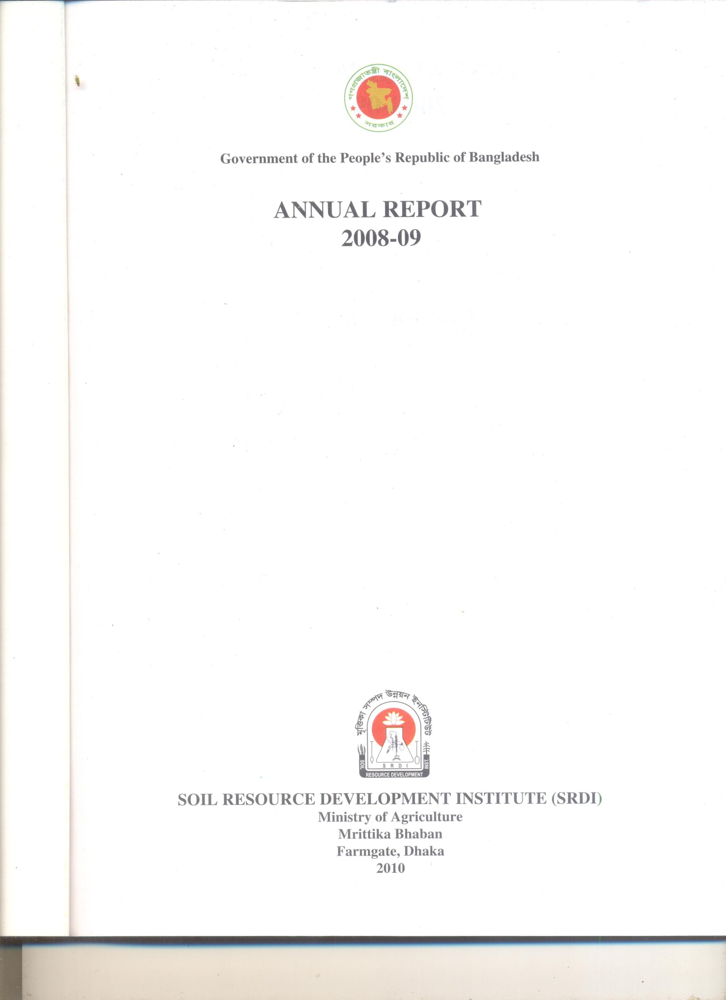 গণপ্রজাতন্ত্রী বাংলাদেশ
সরকার
Government of the People's Republic of Bangladesh
ANNUAL REPORT
2008-09
মৃত্তিকা সম্পদ উন্নয়ন ইনস্টিটিউট
S R D I
SOIL
RESOURCE DEVELOPMENT
INST.
SOIL RESOURCE DEVELOPMENT INSTITUTE (SRDI)
Ministry of Agriculture
Mrittika Bhaban
Farmgate, Dhaka
2010